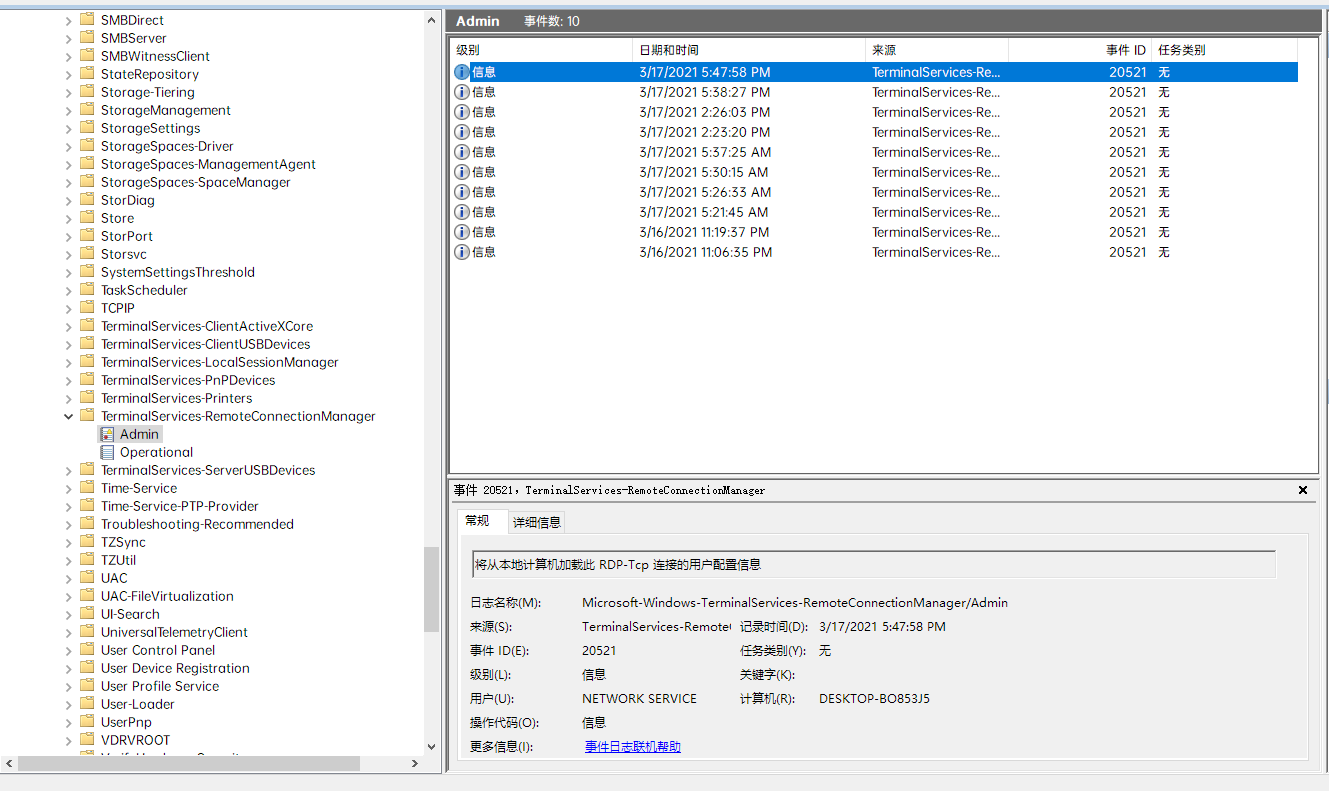 SMBDirect
SMBServer
SMBWitnessClient
StateRepository
Storage-Tiering
StorageManagement
StorageSettings
StorageSpaces-Driver
StorageSpaces-ManagementAgent
StorageSpaces-SpaceManager
StorDiag
Store
StorPort
Storsvc
SystemSettingsThreshold
TaskScheduler
TCPIP
TerminalServices-ClientActiveXCore
TerminalServices-ClientUSBDevices
TerminalServices-LocalSessionManager
TerminalServices-PnPDevices
TerminalServices-Printers
TerminalServices-RemoteConnectionManager
Admin
Operational
TerminalServices-ServerUSBDevices
Time-Service
Time-Service-PTP-Provider
Troubleshooting-Recommended
TZSync
TZUtil
UAC
UAC-FileVirtualization
UI-Search
UniversalTelemetryClient
User Control Panel
User Device Registration
User Profile Service
User-Loader
UserPnp
VDRVROOT
Admin 事件数: 10
级别 日期和时间 来源 事件 ID 任务类别
信息 3/17/2021 5:47:58 PM TerminalServices-Re... 20521 无
信息 3/17/2021 5:38:27 PM TerminalServices-Re... 20521 无
信息 3/17/2021 2:26:03 PM TerminalServices-Re... 20521 无
信息 3/17/2021 2:23:20 PM TerminalServices-Re... 20521 无
信息 3/17/2021 5:37:25 AM TerminalServices-Re... 20521 无
信息 3/17/2021 5:30:15 AM TerminalServices-Re... 20521 无
信息 3/17/2021 5:26:33 AM TerminalServices-Re... 20521 无
信息 3/17/2021 5:21:45 AM TerminalServices-Re... 20521 无
信息 3/16/2021 11:19:37 PM TerminalServices-Re... 20521 无
信息 3/16/2021 11:06:35 PM TerminalServices-Re... 20521 无
事件 20521，TerminalServices-RemoteConnectionManager
常规 详细信息
将从本地计算机加载此 RDP-Tcp 连接的用户配置信息
日志名称(M): Microsoft-Windows-TerminalServices-RemoteConnectionManager/Admin
来源(S): TerminalServices-Remote 记录时间(D): 3/17/2021 5:47:58 PM
事件 ID(E): 20521 任务类别(Y): 无
级别(L): 信息 关键字(K):
用户(U): NETWORK SERVICE 计算机(R): DESKTOP-BO853J5
操作代码(O): 信息
更多信息(I): 事件日志联机帮助